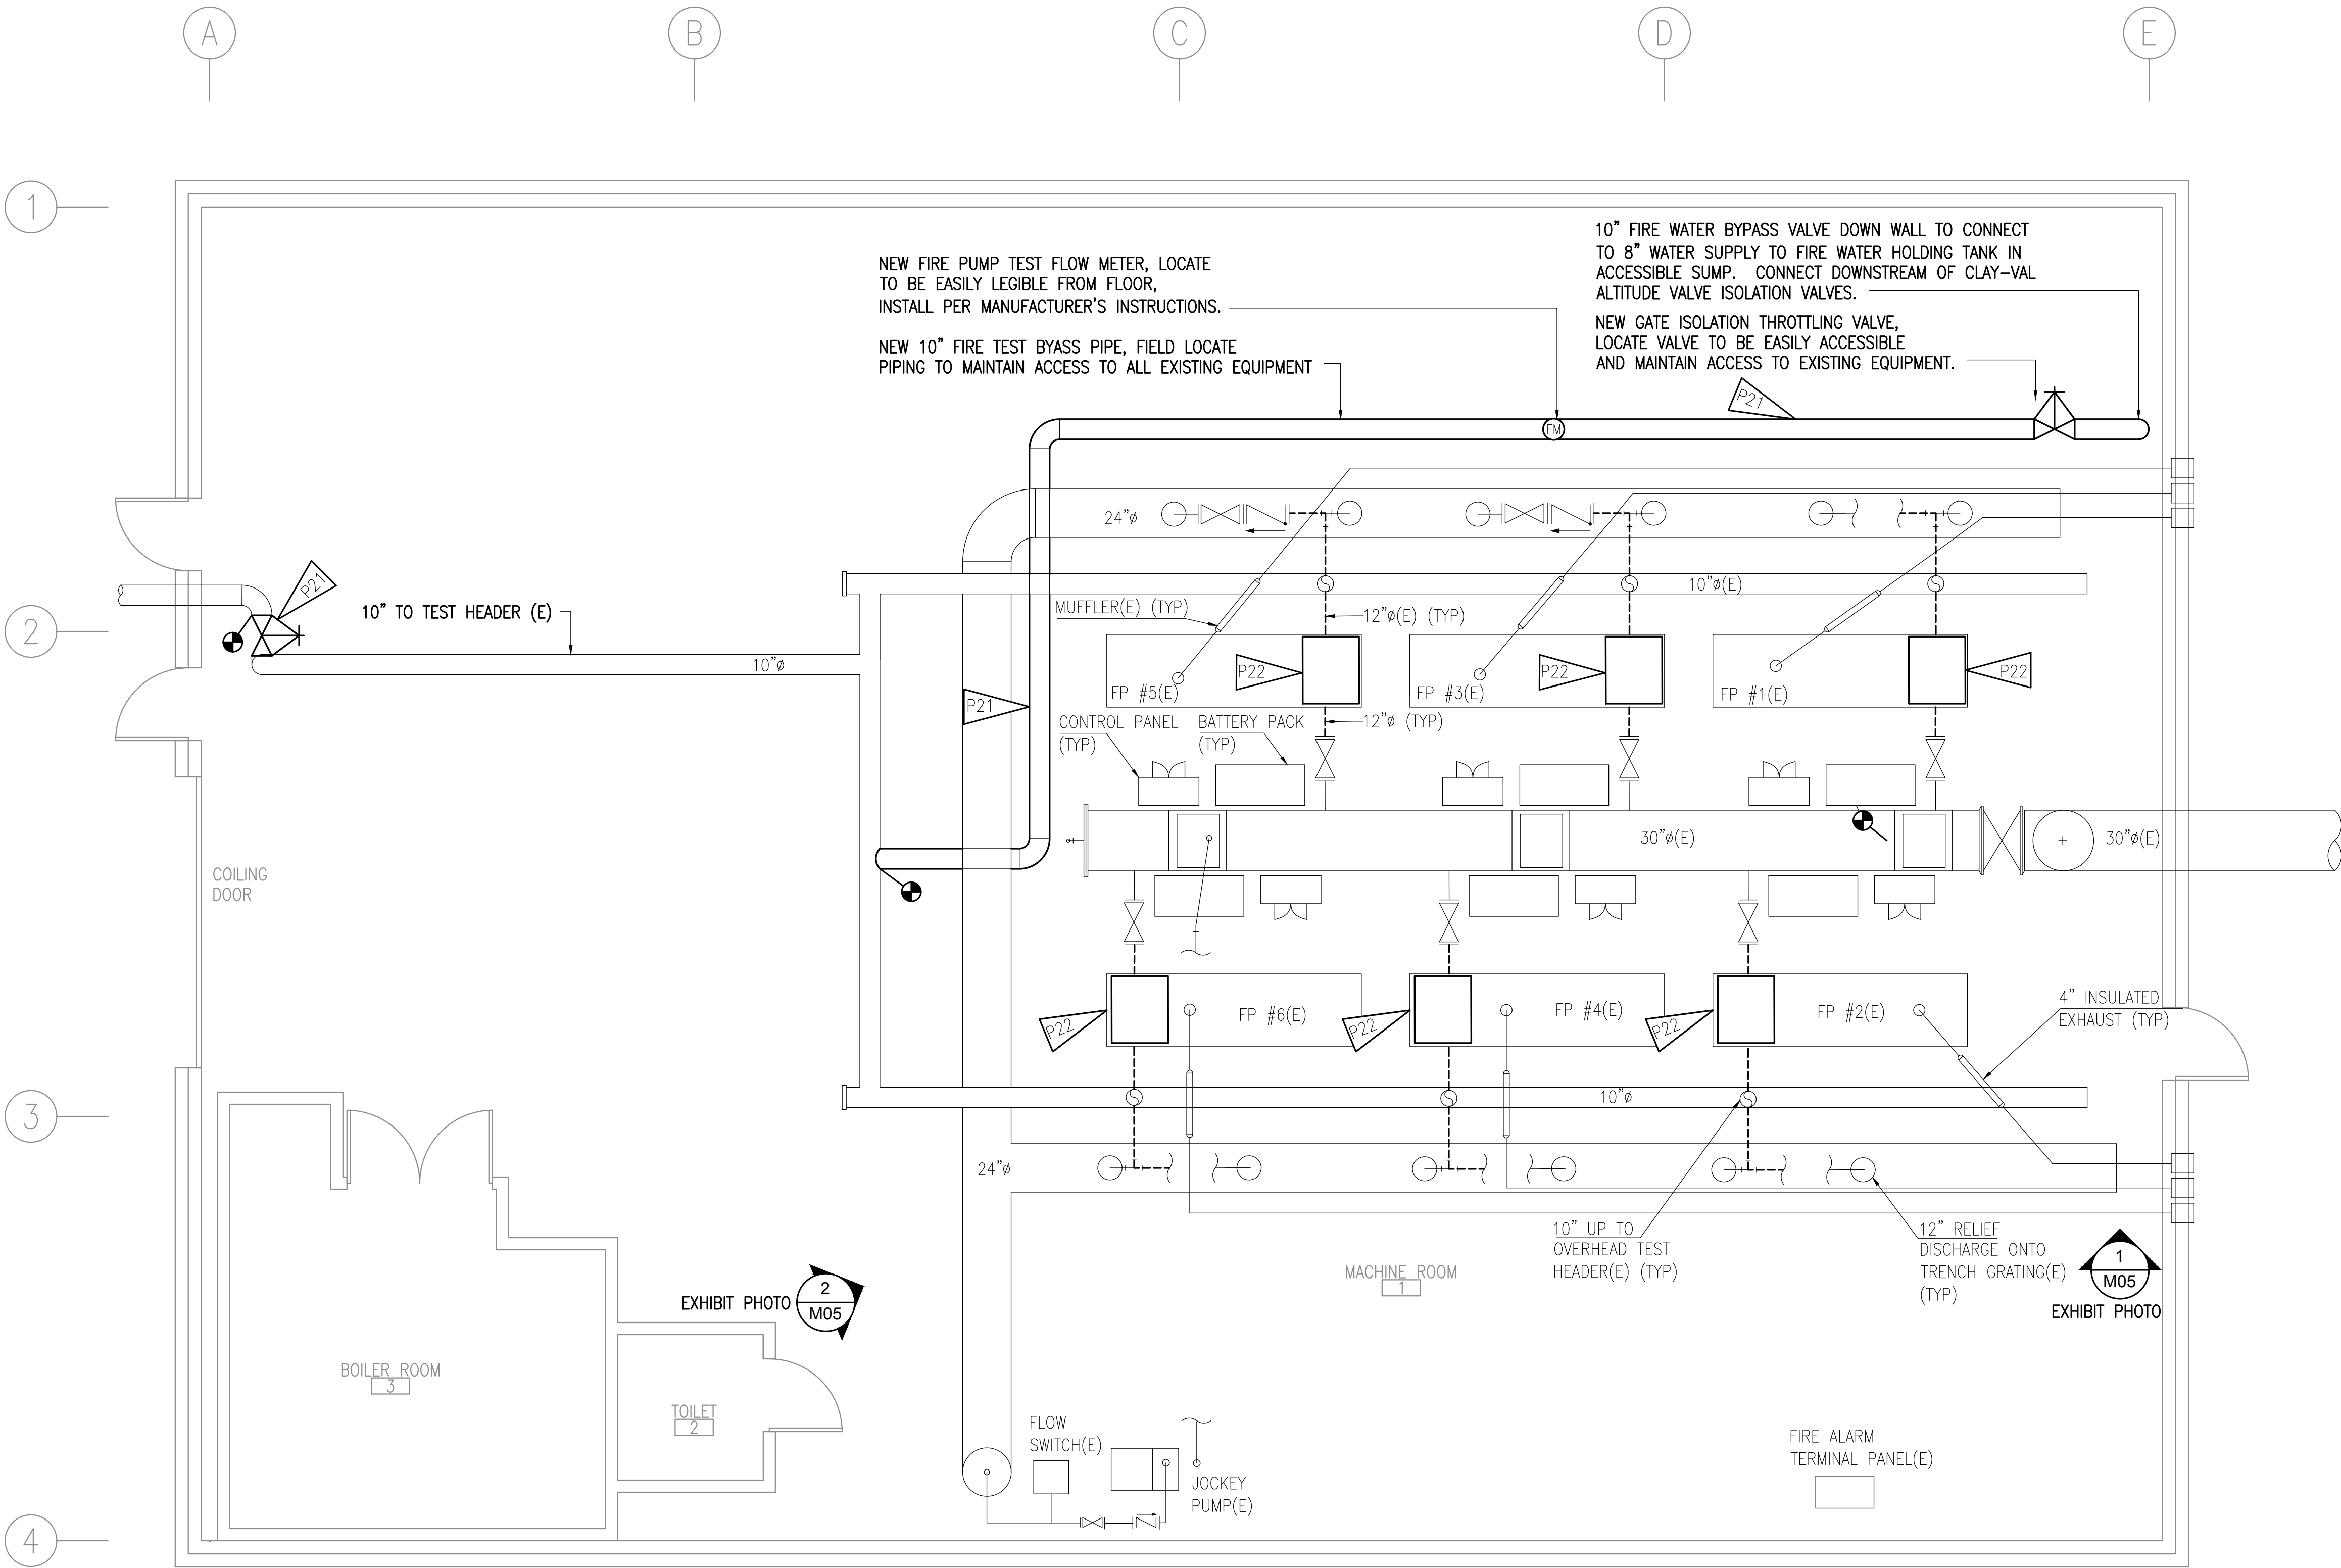 A
B
C
D
E
1
10” FIRE WATER BYPASS VALVE DOWN WALL TO CONNECT
TO 8” WATER SUPPLY TO FIRE WATER HOLDING TANK IN
ACCESSIBLE SUMP. CONNECT DOWNSTREAM OF CLAY-VAL
ALTITUDE VALVE ISOLATION VALVES.
NEW FIRE PUMP TEST FLOW METER, LOCATE
TO BE EASILY LEGIBLE FROM FLOOR,
INSTALL PER MANUFACTURER'S INSTRUCTIONS.
NEW GATE ISOLATION THROTTLING VALVE,
LOCATE VALVE TO BE EASILY ACCESSIBLE
AND MAINTAIN ACCESS TO EXISTING EQUIPMENT.
NEW 10” FIRE TEST BYASS PIPE, FIELD LOCATE
PIPING TO MAINTAIN ACCESS TO ALL EXISTING EQUIPMENT
P21
FM
24”ø
P21
10”ø(E)
2
10” TO TEST HEADER (E)
MUFFLER(E) (TYP)
12”ø(E) (TYP)
10”ø
P22
P22
P22
FP #5(E)
FP #3(E)
FP #1(E)
P21
CONTROL PANEL
(TYP)
BATTERY PACK
(TYP)
12”ø (TYP)
30”ø(E)
30”ø(E)
COILING
DOOR
FP #6(E)
FP #4(E)
FP #2(E)
P22
P22
P22
4” INSULATED
EXHAUST (TYP)
3
10”ø
24”ø
10” UP TO
OVERHEAD TEST
HEADER(E) (TYP)
12” RELIEF
DISCHARGE ONTO
TRENCH GRATING(E)
(TYP)
1
M05
EXHIBIT PHOTO
MACHINE ROOM
1
EXHIBIT PHOTO
2
M05
BOILER ROOM
3
TOILET
2
FLOW
SWITCH(E)
JOCKEY
PUMP(E)
FIRE ALARM
TERMINAL PANEL(E)
4